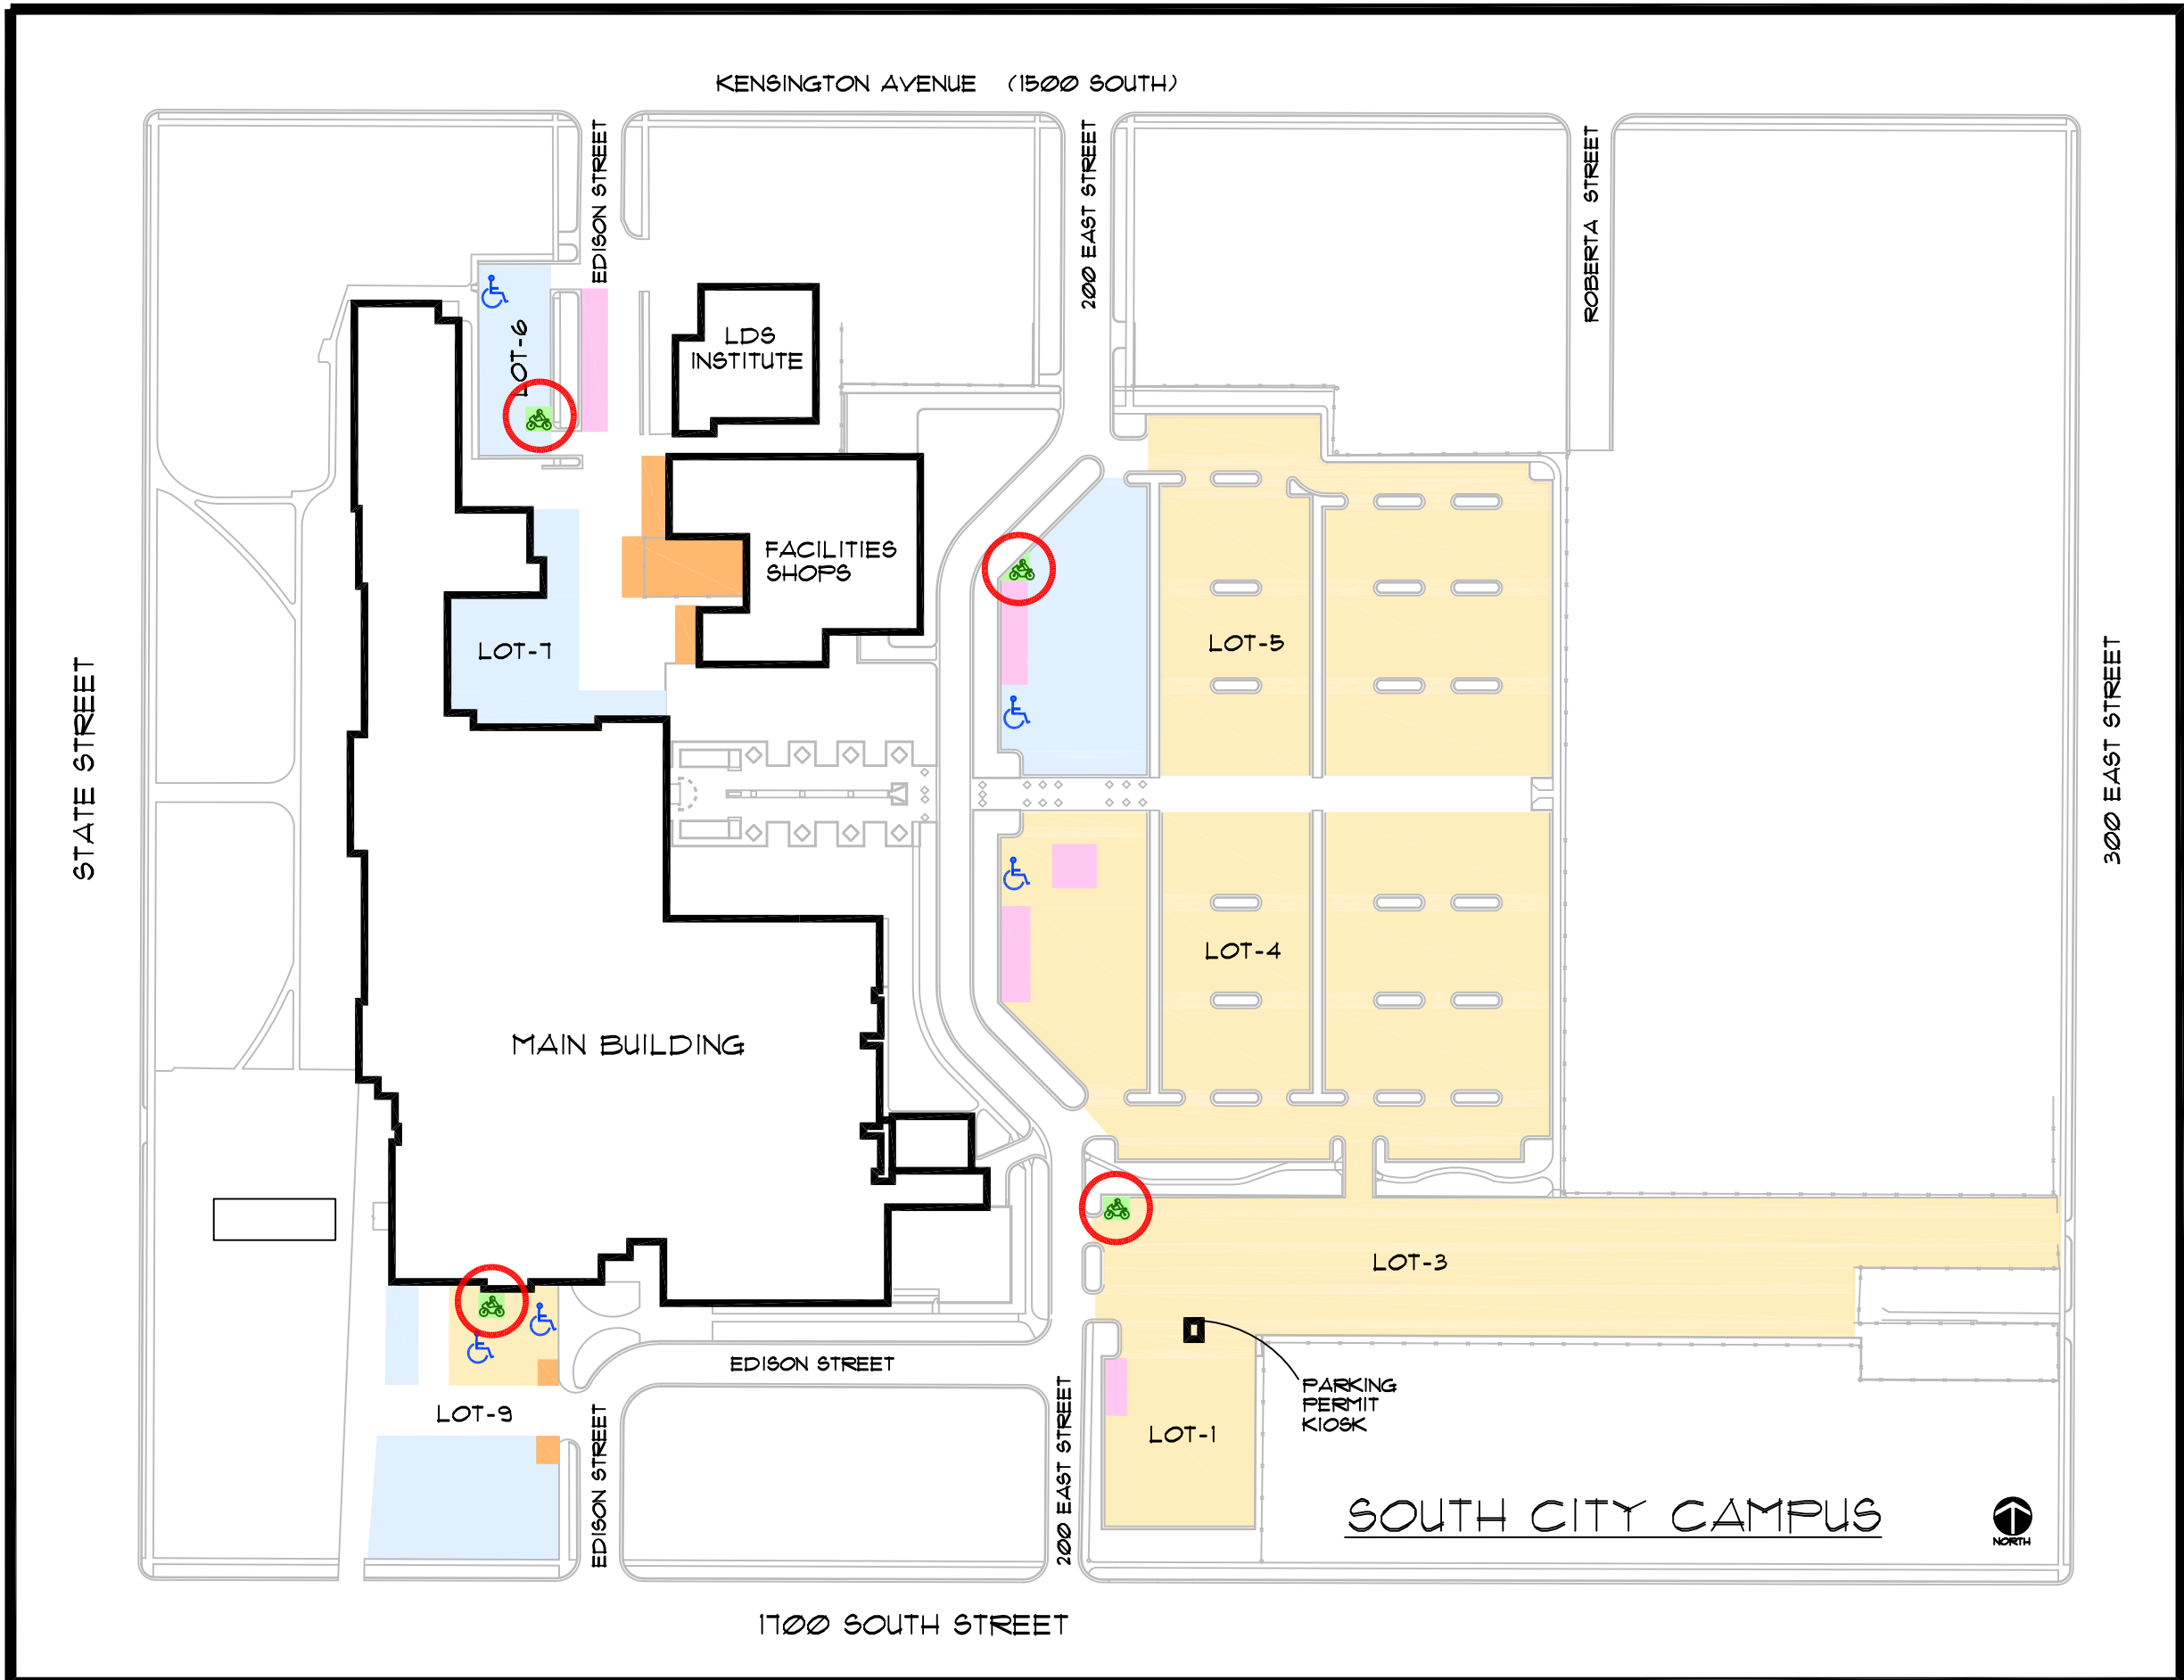 KENSINGTON AVENUE (1500 SOUTH)
EDISON STREET
200 EAST STREET
ROBERTA STREET
LOT-6
LDS
INSTITUTE
FACILITIES
SHOPS
LOT-7
LOT-5
STATE STREET
300 EAST STREET
LOT-4
MAIN BUILDING
LOT-3
EDISON STREET
PARKING
PERMIT
KIOSK
LOT-9
LOT-1
EDISON STREET
200 EAST STREET
SOUTH CITY CAMPUS
NORTH
1700 SOUTH STREET